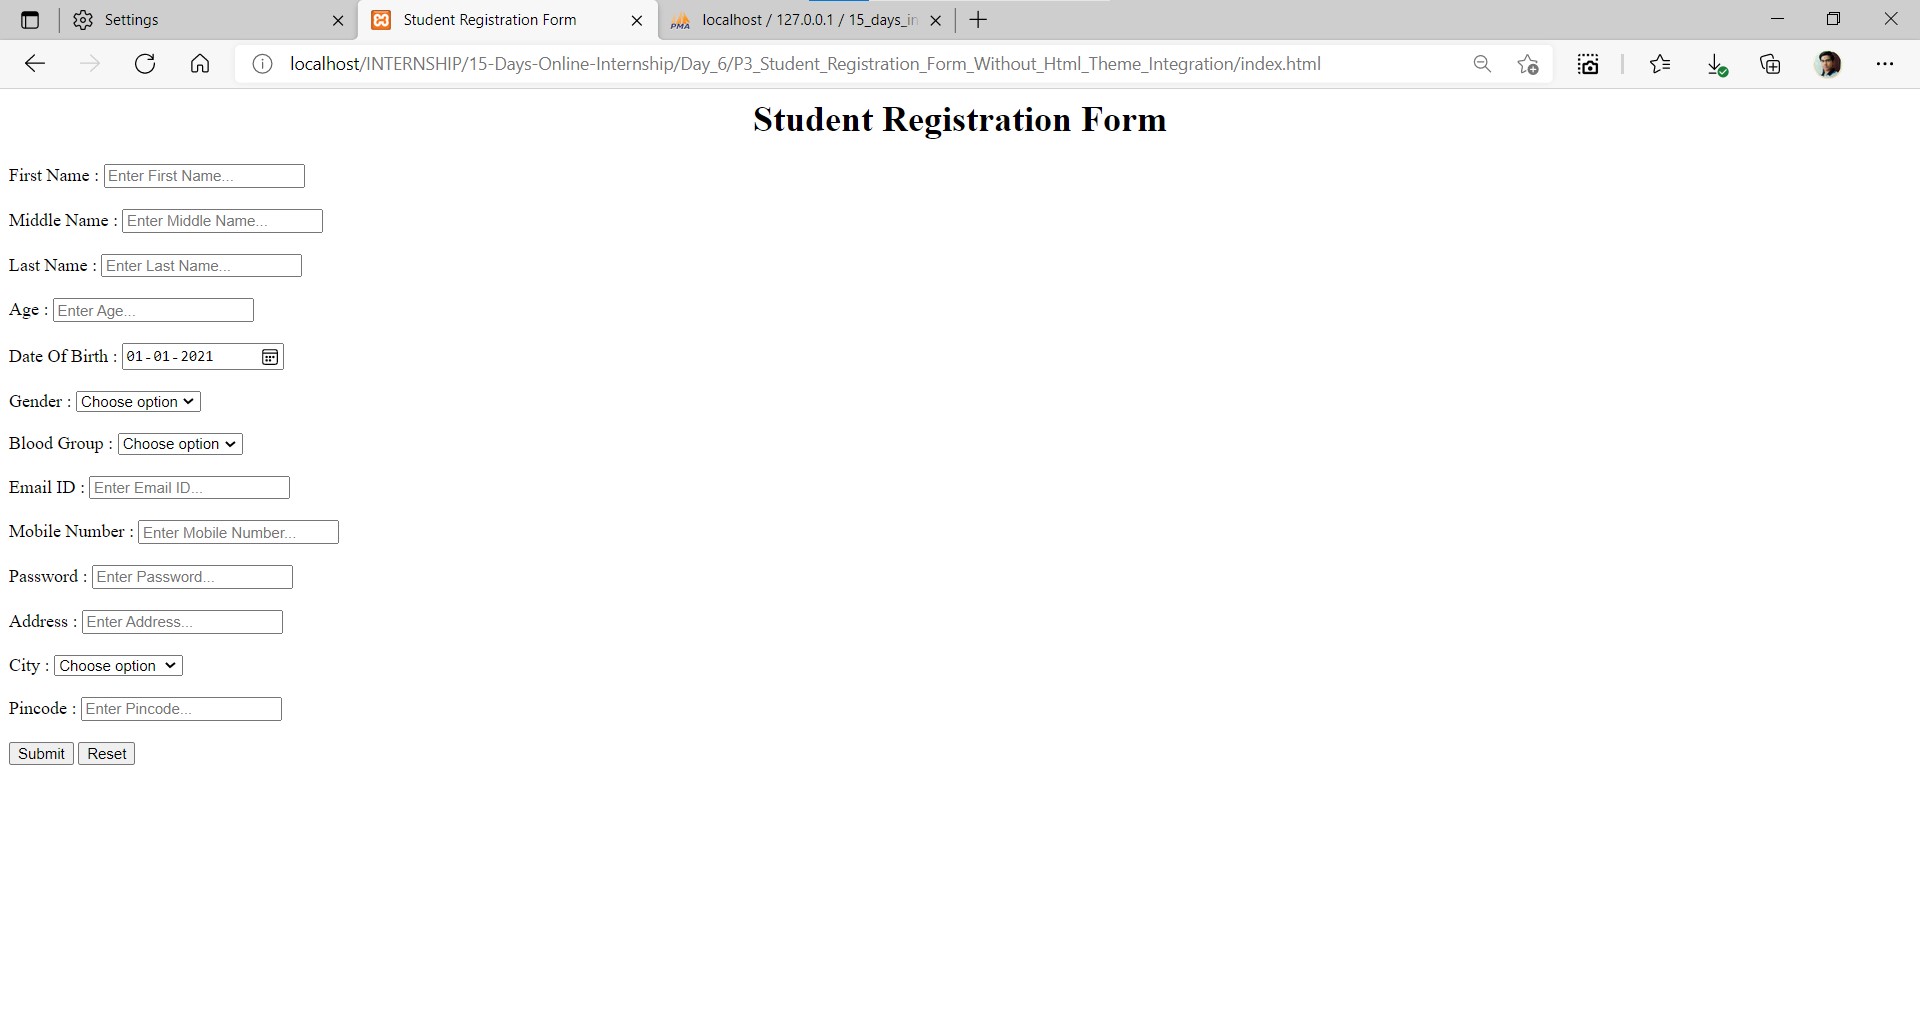 Settings
Student Registration Form
localhost / 127.0.0.1 / 15_days_in
localhost/INTERNSHIP/15-Days-Online-Internship/Day_6/P3_Student_Registration_Form_Without_Html_Theme_Integration/index.html
Student Registration Form
First Name : Enter First Name...
Middle Name : Enter Middle Name...
Last Name : Enter Last Name...
Age : Enter Age...
Date Of Birth : 01-01-2021
Gender : Choose option
Blood Group : Choose option
Email ID : Enter Email ID...
Mobile Number : Enter Mobile Number...
Password : Enter Password...
Address : Enter Address...
City : Choose option
Pincode : Enter Pincode...
Submit Reset
PMA